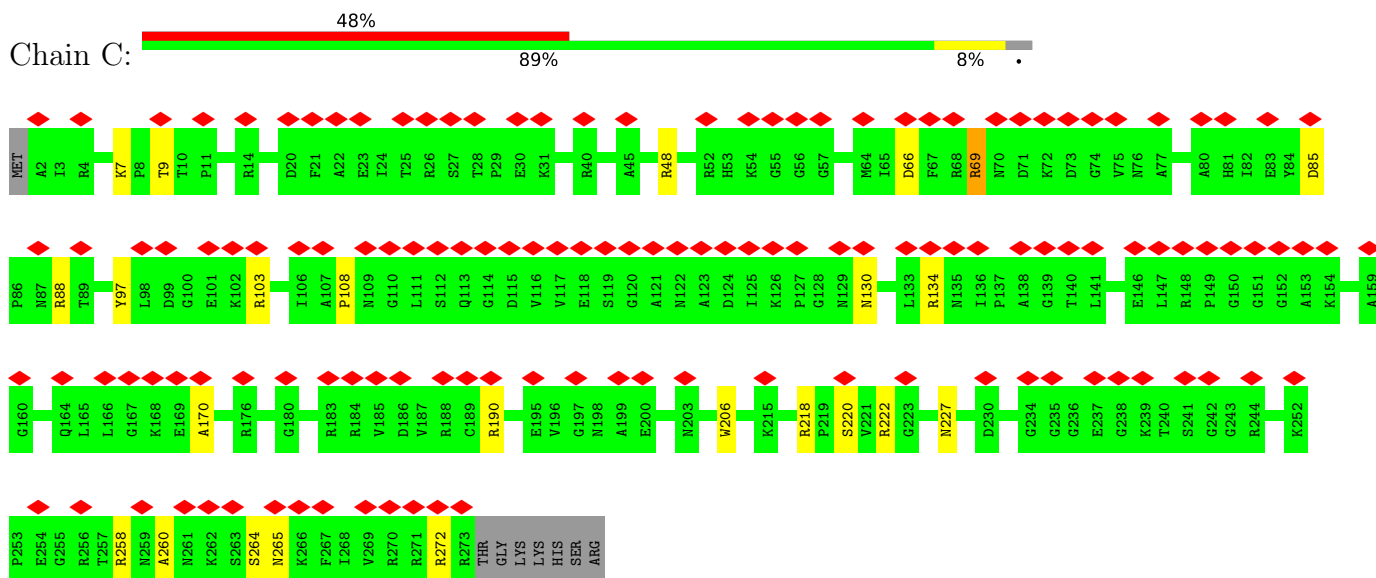 48%
Chain C:
89% 8% •
MET A2 I3 R4 K7 P8 T9 T10 P11 R14 D20 F21 A22 E23 I24 T25 R26 S27 T28 P29 E30 K31 R40 A45 R48 R52 H53 K54 G55 G56 G57 M64 I65 D66 F67 R68 R69 N70 D71 K72 D73 G74 V75 N76 A77 A80 H81 I82 E83 Y84 D85
P86 N87 R88 T89 Y97 L98 D99 G100 E101 K102 R103 I106 A107 P108 N109 G110 L111 S112 Q113 G114 D115 V116 V117 E118 S119 G120 A121 N122 A123 D124 I125 K126 P127 G128 N129 N130 L133 R134 N135 I136 P137 A138 G139 T140 L141 E146 L147 R148 P149 G150 G151 G152 A153 K154 A159
G160 Q164 L165 L166 G167 K168 E169 A170 R176 G180 R183 R184 V185 D186 V187 R188 C189 R190 E195 V196 G197 N198 A199 E200 N203 W206 K215 R218 P219 S220 V221 R222 G223 N227 D230 G234 G235 G236 E237 G238 K239 T240 S241 G242 G243 R244 K252
P253 E254 G255 R256 T257 R258 N259 A260 N261 K262 S263 S264 N265 K266 F267 I268 V269 R270 R271 R272 R273 THR GLY LYS LYS HIS SER ARG